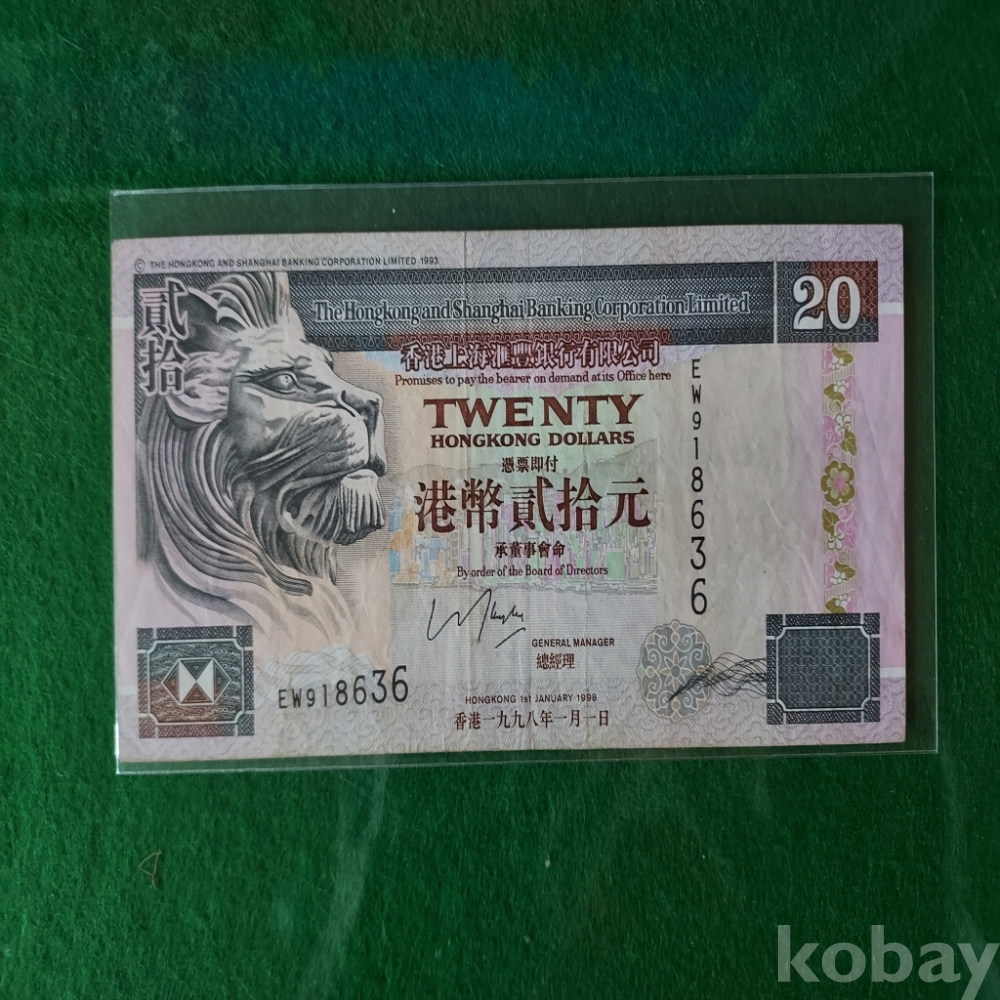 © THE HONGKONG AND SHANGHAI BANKING CORPORATION LIMITED 1993
貳拾
The Hongkong and Shanghai Banking Corporation Limited
20
香港上海滙豐銀行有限公司
Promises to pay the bearer on demand at its Office here
EW918636
TWENTY
HONGKONG DOLLARS
憑票即付
港幣貳拾元
承董事會命
By order of the Board of Directors
GENERAL MANAGER
總經理
EW918636
HONGKONG 1st JANUARY 1998
香港一九九八年一月一日
kobay